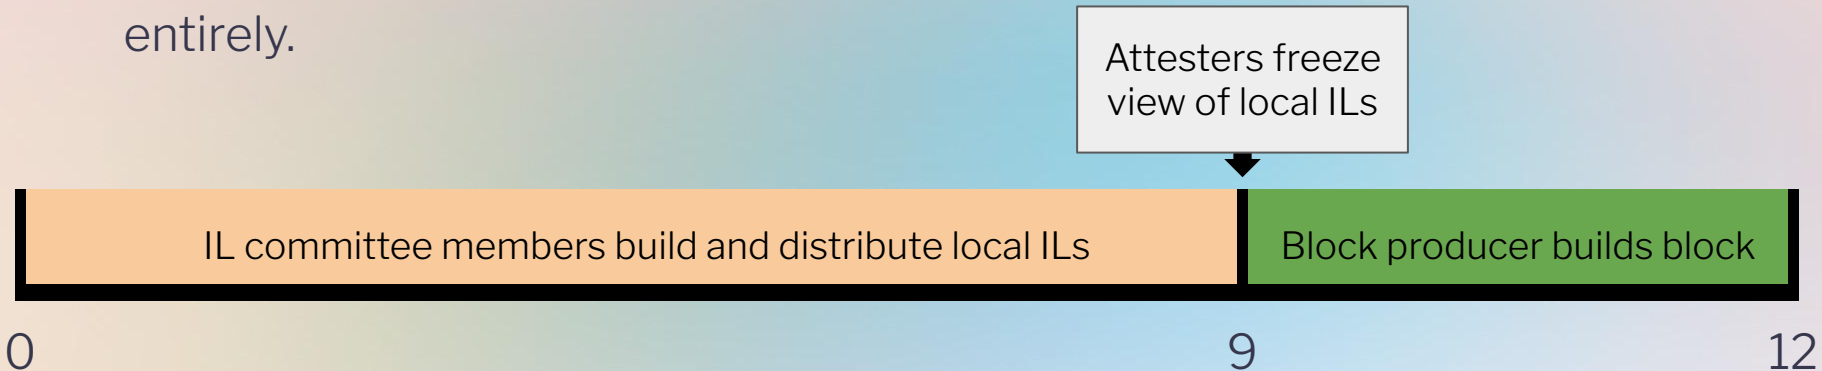 entirely.
Attesters freeze
view of local ILs
IL committee members build and distribute local ILs
Block producer builds block
0
9
12